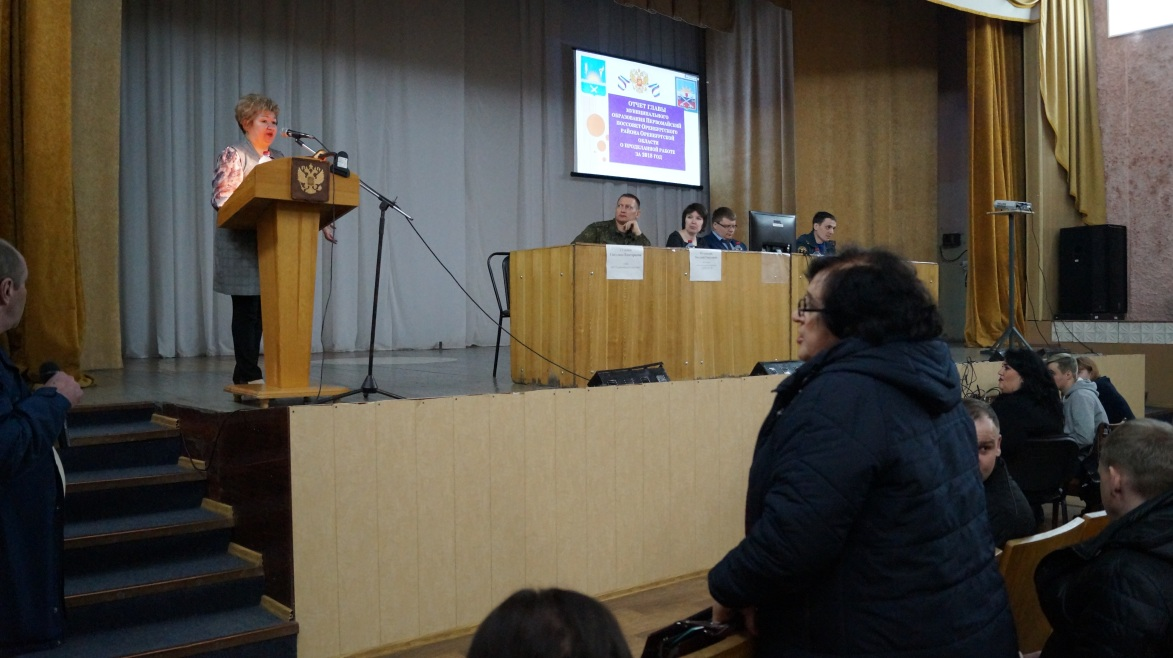 ОТЧЕТ ГЛАВЫ
МУНИЦИПАЛЬНОГО
ОБРАЗОВАНИЯ ПЕРВОМАЙСКИЙ
ПОССОВЕТ ОРЕНБУРГСКОГО
РАЙОНА ОРЕНБУРГСКОЙ
ОБЛАСТИ
О ПРОДЕЛАННОЙ РАБОТЕ
ЗА 2018 ГОД